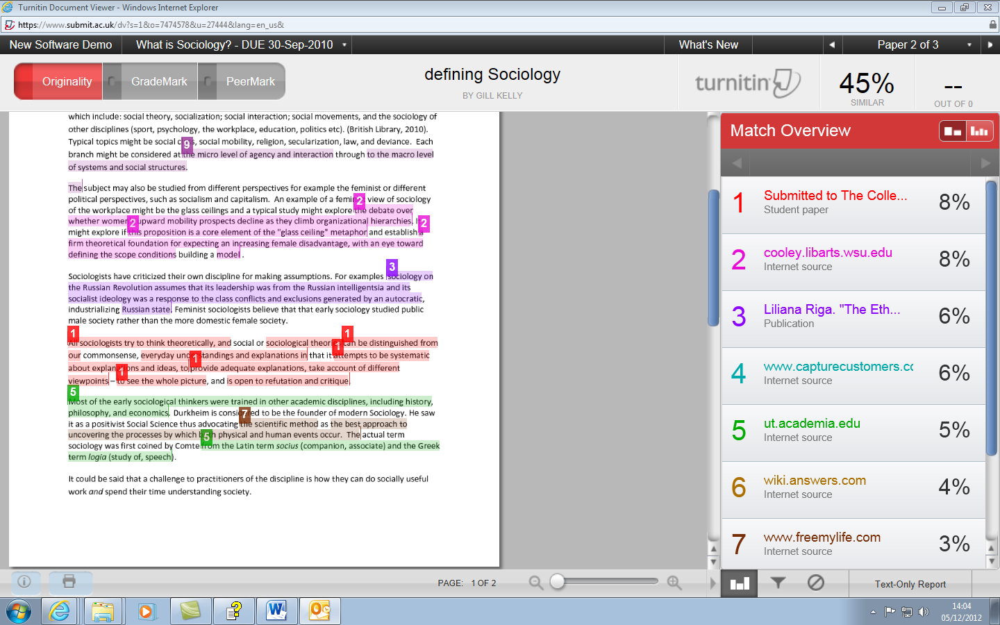 Turnitin Document Viewer - Windows Internet Explorer
https://www.submit.ac.uk/dv?s=1&o=7474578&u=27444&lang=en_us&
New Software Demo What is Sociology? - DUE 30-Sep-2010 What's New Paper 2 of 3
Originality GradeMark PeerMark
defining Sociology
BY GILL KELLY
turnitin
45%
SIMILAR
--
OUT OF 0
which include: social theory, socialization; social interaction; social movements, and the sociology of
other disciplines (sport, psychology, the workplace, education, politics etc). (British Library, 2010).
Typical topics might be social 9 social mobility, religion, secularization, law, and deviance. Each
branch might be considered at the micro level of agency and interaction through to the macro level
of systems and social structures.
The subject may also be studied from different perspectives for example the feminist or different
political perspectives, such as socialism and capitalism. An example of a 2 view of sociology
of the workplace might be the glass ceilings and a typical study might explore the debate over
whether 2 upward mobility prospects decline as they climb organizational hierarchies. 2
might explore if this proposition is a core element of the "glass ceiling" metaphor and establish a
firm theoretical foundation for expecting an increasing female disadvantage, with an eye toward
defining the scope conditions building a model .
3
Sociologists have criticized their own discipline for making assumptions. For examples sociology on
the Russian Revolution assumes that its leadership was from the Russian intelligentsia and its
socialist ideology was a response to the class conflicts and exclusions generated by an autocratic,
industrializing Russian state. Feminist sociologists believe that that early sociology studied public
male society rather than the more domestic female society.
1 1
All sociologists try to think theoretically, and social or sociological 1 can be distinguished from
our commonsense, everyday 1 understandings and explanations in that it attempts to be systematic
about 1 and ideas, to provide adequate explanations, take account of different
viewpoints – to see the whole picture, and is open to refutation and critique.
5
Most of the early sociological thinkers were trained in other academic disciplines, including history,
philosophy, and economics. Durkheim is 7 to be the founder of modern Sociology. He saw
it as a positivist Social Science thus advocating the scientific method as the best approach to
uncovering the processes by which 5 physical and human events occur. The actual term
sociology was first coined by Comte from the Latin term socius (companion, associate) and the Greek
term logia (study of, speech).
It could be said that a challenge to practitioners of the discipline is how they can do socially useful
work and spend their time understanding society.
Match Overview
1 Submitted to The Colle... 8%
Student paper
2 cooley.libarts.wsu.edu 8%
Internet source
3 Liliana Riga. "The Eth... 6%
Publication
4 www.capturecustomers.cc 6%
Internet source
5 ut.academia.edu 5%
Internet source
6 wiki.answers.com 4%
Internet source
7 www.freemylife.com 3%
Internet source
PAGE: 1 OF 2
Text-Only Report
14:04
05/12/2012